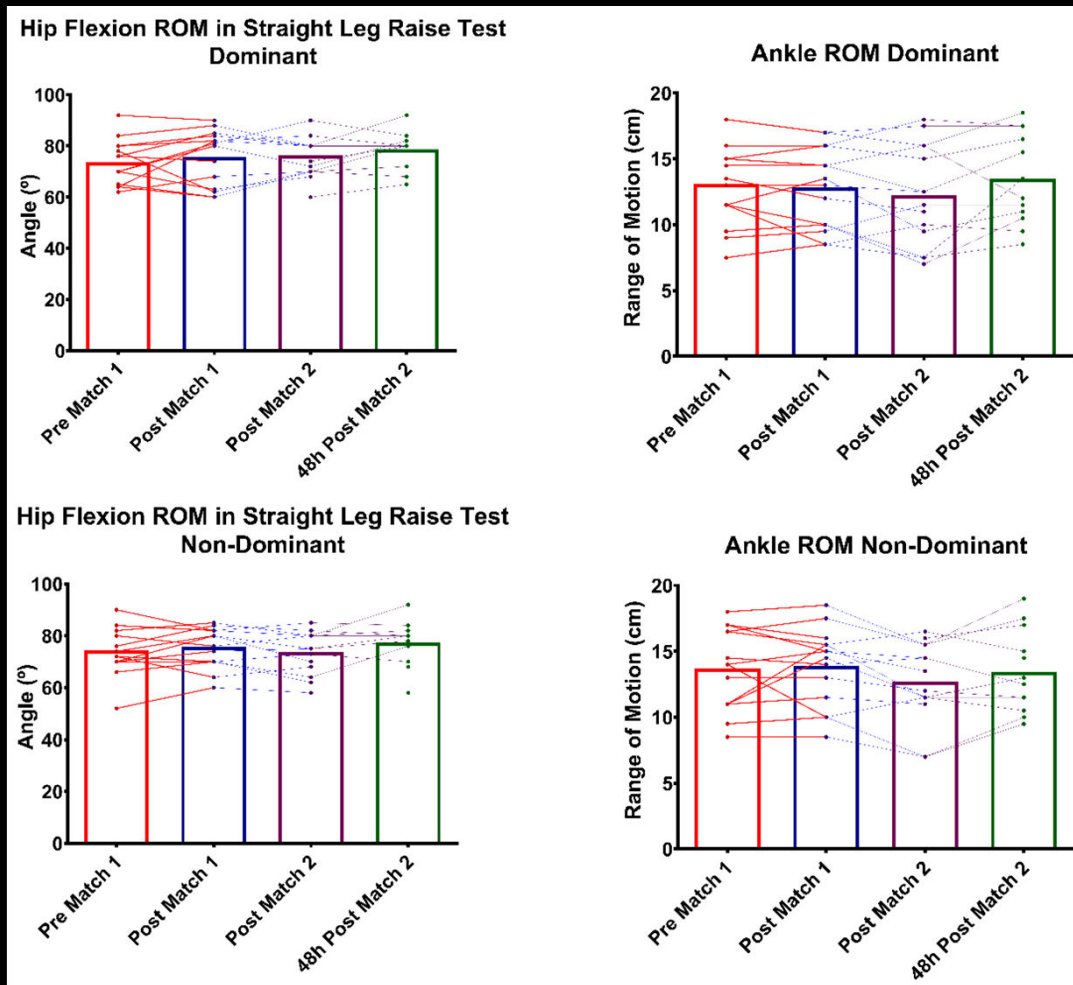 Hip Flexion ROM in Straight Leg Raise Test
Dominant
Angle (º)
100
80
60
40
20
0
Pre Match 1
Post Match 1
Post Match 2
48h Post Match 2
Ankle ROM Dominant
Range of Motion (cm)
20
15
10
5
0
Pre Match 1
Post Match 1
Post Match 2
48h Post Match 2
Hip Flexion ROM in Straight Leg Raise Test
Non-Dominant
Angle (º)
100
80
60
40
20
0
Pre Match 1
Post Match 1
Post Match 2
48h Post Match 2
Ankle ROM Non-Dominant
Range of Motion (cm)
20
15
10
5
0
Pre Match 1
Post Match 1
Post Match 2
48h Post Match 2